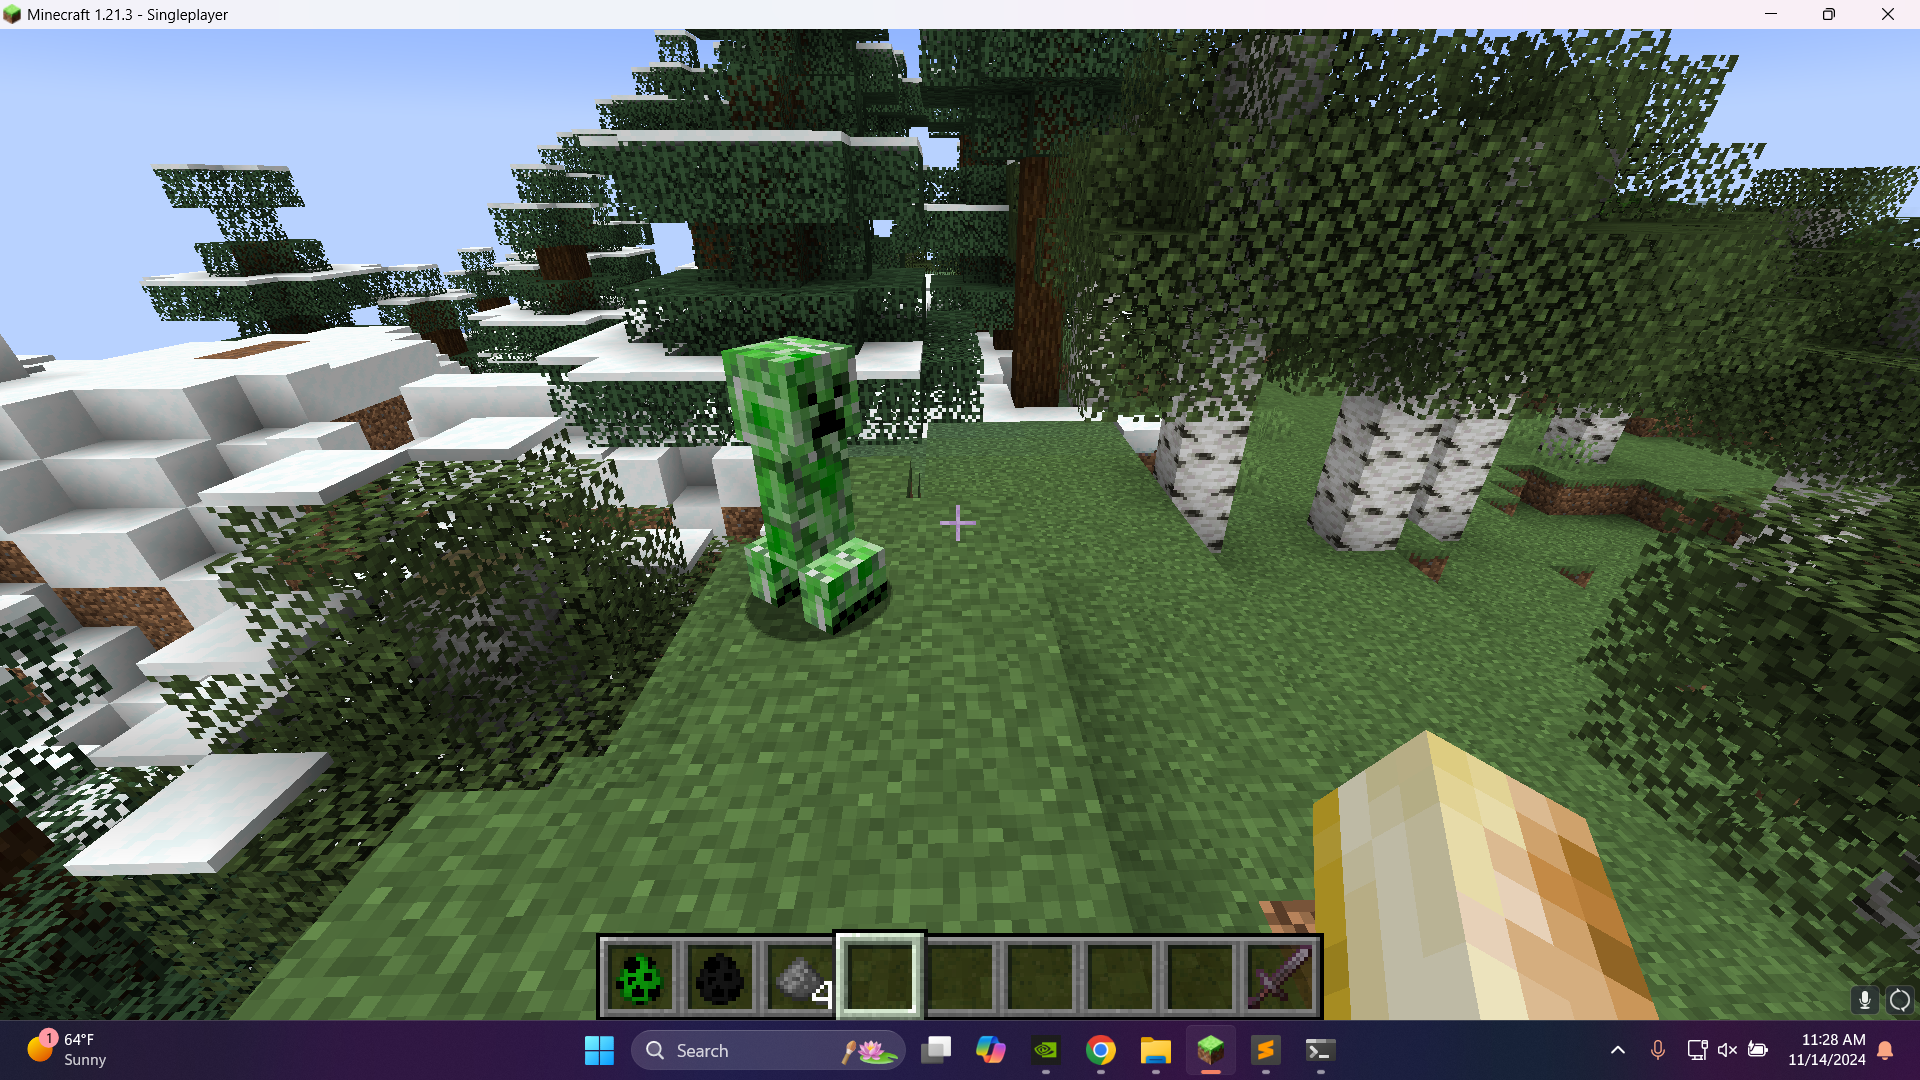 Minecraft 1.21.3 - Singleplayer
4
1
64°F
Sunny
Search
11:28 AM
11/14/2024